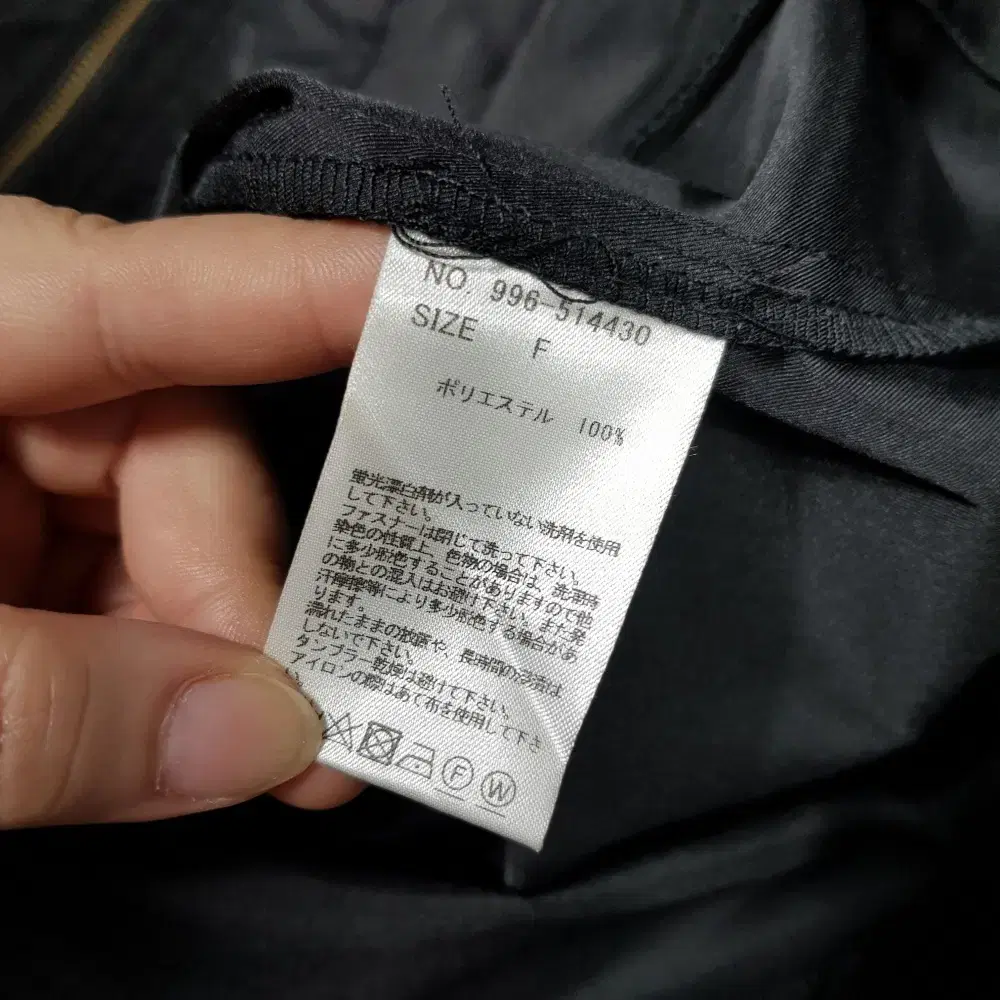 NO. 996-514430
SIZE F
ポリエステル 100%
蛍光漂白剤が入っていない洗剤を使用
して下さい。
ファスナーは閉じて洗って下さい。
染色の性質上、色物の場合は、洗濯時
に多少移色することがありますので他
の物との混入はお避け下さい。また発
汗摩擦等により多少移色する場合があ
ります。
濡れたままの放置や、長時間の
しないで下さい。
タンブラー乾燥は避けて下さい。
アイロンの際はあて布を使用して下さ
い。
F W